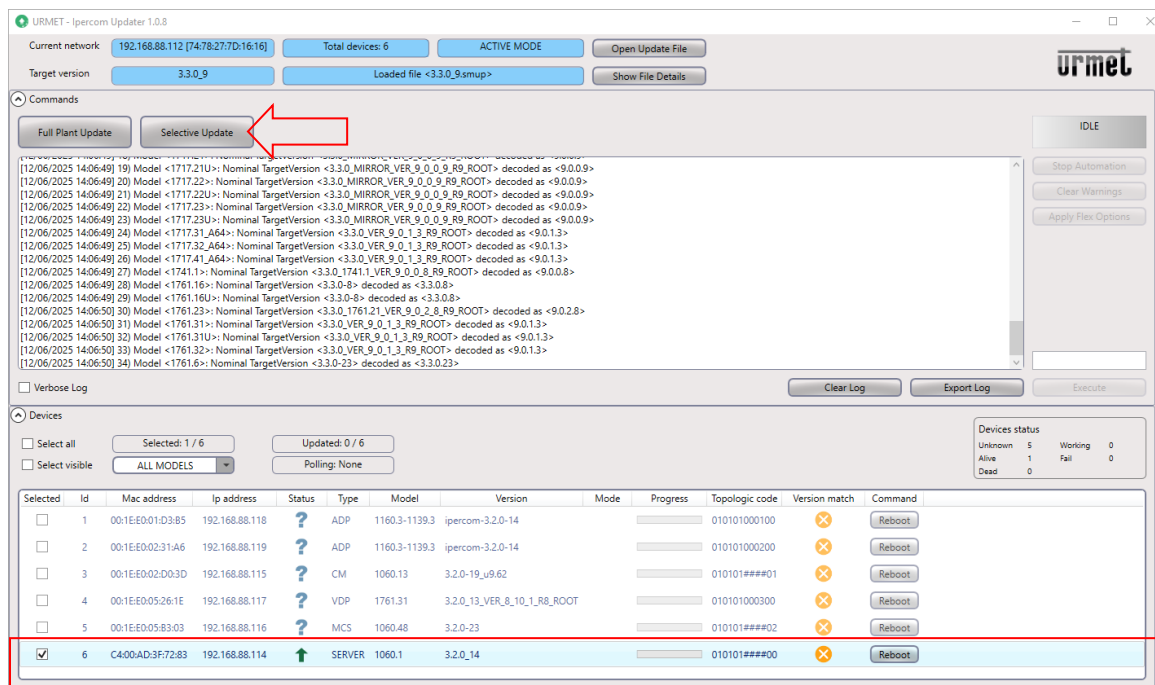 URMET - Ipercom Updater 1.0.8
Current network 192.168.88.112 [74:78:27:7D:16:16] Total devices: 6 ACTIVE MODE Open Update File
Target version 3.3.0_9 Loaded file <3.3.0_9.smup> Show File Details
urmet
Commands
Full Plant Update Selective Update IDLE
[12/06/2025 14:06:49] 19) Model <1717.21U>: Nominal TargetVersion <3.3.0_MIRROR_VER_9_0_0_9_R9_ROOT> decoded as <9.0.0.9>
[12/06/2025 14:06:49] 20) Model <1717.22>: Nominal TargetVersion <3.3.0_MIRROR_VER_9_0_0_9_R9_ROOT> decoded as <9.0.0.9>
[12/06/2025 14:06:49] 21) Model <1717.22U>: Nominal TargetVersion <3.3.0_MIRROR_VER_9_0_0_9_R9_ROOT> decoded as <9.0.0.9>
[12/06/2025 14:06:49] 22) Model <1717.23>: Nominal TargetVersion <3.3.0_MIRROR_VER_9_0_0_9_R9_ROOT> decoded as <9.0.0.9>
[12/06/2025 14:06:49] 23) Model <1717.23U>: Nominal TargetVersion <3.3.0_MIRROR_VER_9_0_0_9_R9_ROOT> decoded as <9.0.0.9>
[12/06/2025 14:06:49] 24) Model <1717.31_A64>: Nominal TargetVersion <3.3.0_VER_9_0_1_3_R9_ROOT> decoded as <9.0.1.3>
[12/06/2025 14:06:49] 25) Model <1717.32_A64>: Nominal TargetVersion <3.3.0_VER_9_0_1_3_R9_ROOT> decoded as <9.0.1.3>
[12/06/2025 14:06:49] 26) Model <1717.41_A64>: Nominal TargetVersion <3.3.0_VER_9_0_1_3_R9_ROOT> decoded as <9.0.1.3>
[12/06/2025 14:06:49] 27) Model <1741.1>: Nominal TargetVersion <3.3.0_1741.1_VER_9_0_0_8_R9_ROOT> decoded as <9.0.0.8>
[12/06/2025 14:06:49] 28) Model <1761.16>: Nominal TargetVersion <3.3.0-8> decoded as <3.3.0.8>
[12/06/2025 14:06:49] 29) Model <1761.16U>: Nominal TargetVersion <3.3.0-8> decoded as <3.3.0.8>
[12/06/2025 14:06:50] 30) Model <1761.23>: Nominal TargetVersion <3.3.0_1761.21_VER_9_0_2_8_R9_ROOT> decoded as <9.0.2.8>
[12/06/2025 14:06:50] 31) Model <1761.31>: Nominal TargetVersion <3.3.0_VER_9_0_1_3_R9_ROOT> decoded as <9.0.1.3>
[12/06/2025 14:06:50] 32) Model <1761.31U>: Nominal TargetVersion <3.3.0_VER_9_0_1_3_R9_ROOT> decoded as <9.0.1.3>
[12/06/2025 14:06:50] 33) Model <1761.32>: Nominal TargetVersion <3.3.0_VER_9_0_1_3_R9_ROOT> decoded as <9.0.1.3>
[12/06/2025 14:06:50] 34) Model <1761.6>: Nominal TargetVersion <3.3.0-23> decoded as <3.3.0.23>
Stop Automation
Clear Warnings
Apply Flex Options
Verbose Log Clear Log Export Log Execute
Devices
Select all Selected: 1 / 6 Updated: 0 / 6
Select visible ALL MODELS Polling: None
Devices status
Unknown 5 Working 0
Alive 1 Fail 0
Dead 0
Selected Id Mac address Ip address Status Type Model Version Mode Progress Topologic code Version match Command
1 00:1E:E0:01:D3:B5 192.168.88.118 ? ADP 1160.3-1139.3 ipercom-3.2.0-14 010101000100 Reboot
2 00:1E:E0:02:31:A6 192.168.88.119 ? ADP 1160.3-1139.3 ipercom-3.2.0-14 010101000200 Reboot
3 00:1E:E0:02:D0:3D 192.168.88.115 ? CM 1060.13 3.2.0-19_u9.62 010101####01 Reboot
4 00:1E:E0:05:26:1E 192.168.88.117 ? VDP 1761.31 3.2.0_13_VER_8_10_1_R8_ROOT 010101000300 Reboot
5 00:1E:E0:05:B3:03 192.168.88.116 ? MCS 1060.48 3.2.0-23 010101####02 Reboot
6 C4:00:AD:3F:72:83 192.168.88.114 SERVER 1060.1 3.2.0_14 010101####00 Reboot